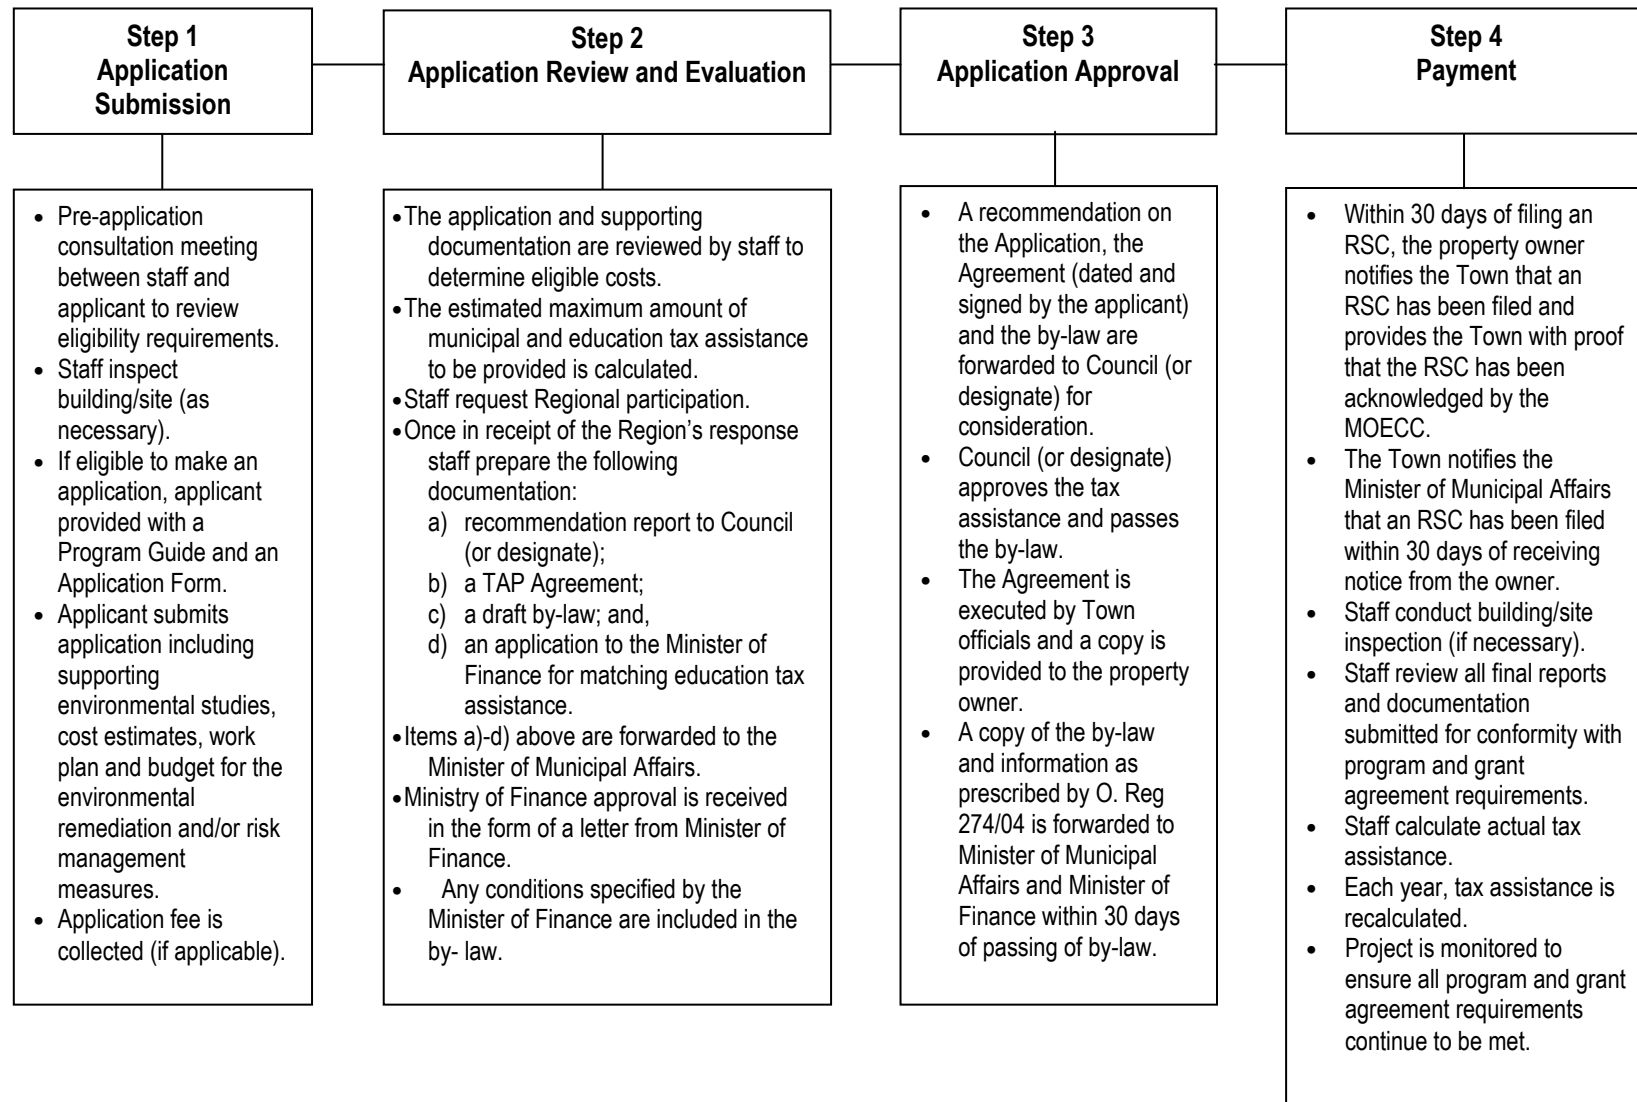 Step 1
Application
Submission
Step 2
Application Review and Evaluation
Step 3
Application Approval
Step 4
Payment
• Pre-application
consultation meeting
between staff and
applicant to review
eligibility requirements.
• Staff inspect
building/site (as
necessary).
• If eligible to make an
application, applicant
provided with a
Program Guide and an
Application Form.
• Applicant submits
application including
supporting
environmental studies,
cost estimates, work
plan and budget for the
environmental
remediation and/or risk
management
measures.
• Application fee is
collected (if applicable).
•The application and supporting
documentation are reviewed by staff to
determine eligible costs.
•The estimated maximum amount of
municipal and education tax assistance
to be provided is calculated.
•Staff request Regional participation.
•Once in receipt of the Region’s response
staff prepare the following
documentation:
a) recommendation report to Council
(or designate);
b) a TAP Agreement;
c) a draft by-law; and,
d) an application to the Minister of
Finance for matching education tax
assistance.
•Items a)-d) above are forwarded to the
Minister of Municipal Affairs.
•Ministry of Finance approval is received
in the form of a letter from Minister of
Finance.
• Any conditions specified by the
Minister of Finance are included in the
by- law.
• A recommendation on
the Application, the
Agreement (dated and
signed by the applicant)
and the by-law are
forwarded to Council (or
designate) for
consideration.
• Council (or designate)
approves the tax
assistance and passes
the by-law.
• The Agreement is
executed by Town
officials and a copy is
provided to the property
owner.
• A copy of the by-law
and information as
prescribed by O. Reg
274/04 is forwarded to
Minister of Municipal
Affairs and Minister of
Finance within 30 days
of passing of by-law.
• Within 30 days of filing an
RSC, the property owner
notifies the Town that an
RSC has been filed and
provides the Town with proof
that the RSC has been
acknowledged by the
MOECC.
• The Town notifies the
Minister of Municipal Affairs
that an RSC has been filed
within 30 days of receiving
notice from the owner.
• Staff conduct building/site
inspection (if necessary).
• Staff review all final reports
and documentation
submitted for conformity with
program and grant
agreement requirements.
• Staff calculate actual tax
assistance.
• Each year, tax assistance is
recalculated.
• Project is monitored to
ensure all program and grant
agreement requirements
continue to be met.